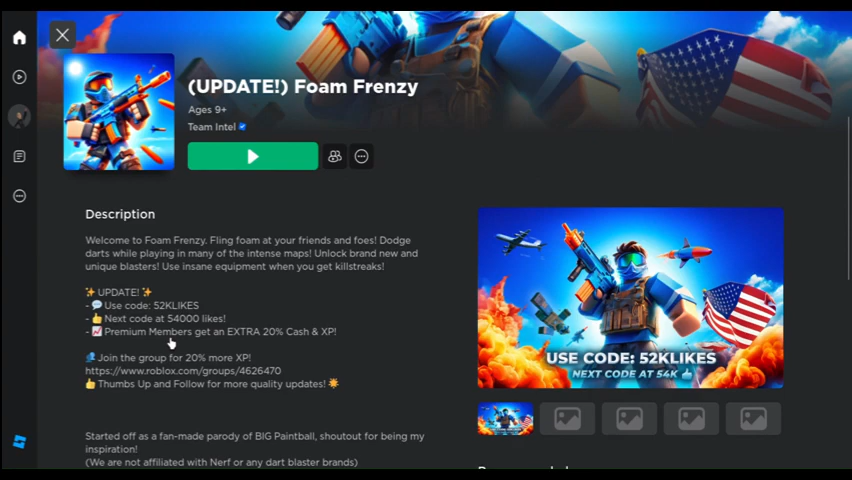 (UPDATE!) Foam Frenzy
Ages 9+
Team Intel
Description
Welcome to Foam Frenzy. Fling foam at your friends and foes! Dodge
darts while playing in many of the intense maps! Unlock brand new and
unique blasters! Use insane equipment when you get killstreaks!
✨ UPDATE! ✨
- 💬 Use code: 52KLIKES
- 👍 Next code at 54000 likes!
- 📈 Premium Members get an EXTRA 20% Cash & XP!
👥 Join the group for 20% more XP!
https://www.roblox.com/groups/4626470
👍 Thumbs Up and Follow for more quality updates! 🌟
Started off as a fan-made parody of BIG Paintball, shoutout for being my
inspiration!
(We are not affiliated with Nerf or any dart blaster brands)
USE CODE: 52KLIKES
NEXT CODE AT 54K 👍